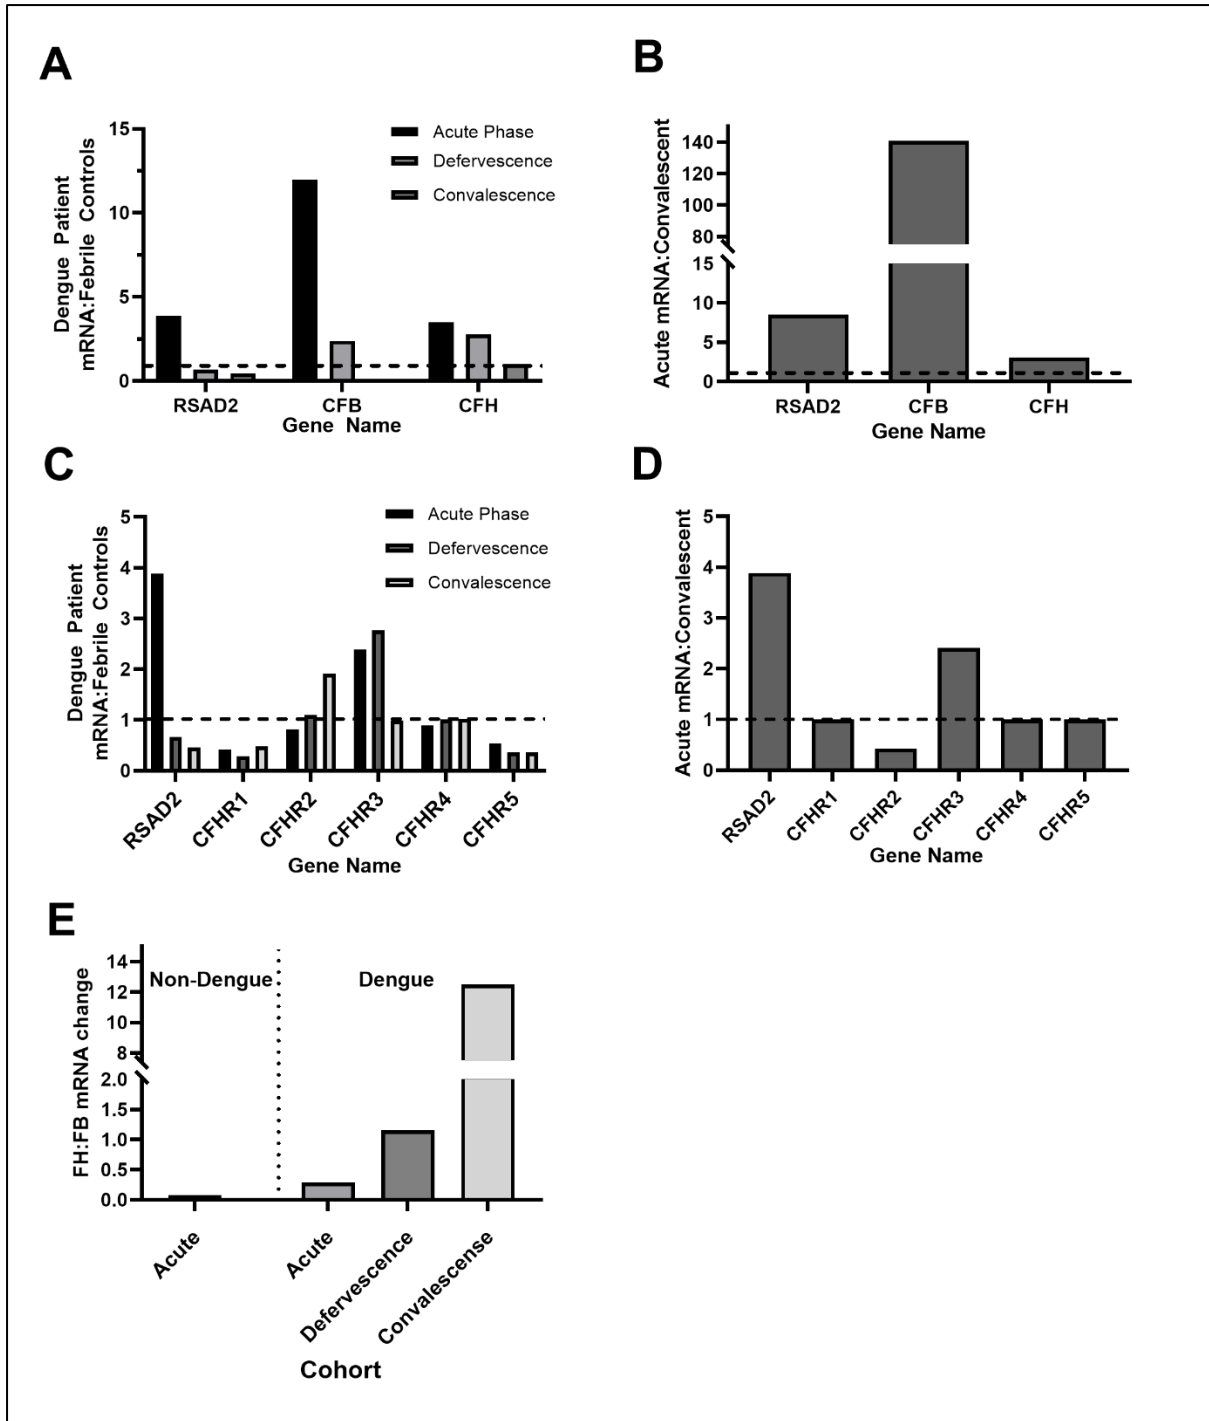 A
Dengue Patient
mRNA:Febrile Controls
15
10
5
0
Acute Phase
Defervescence
Convalescence
RSAD2
CFB
CFH
Gene Name
B
Acute mRNA:Convalescent
140
120
100
80
15
10
5
0
RSAD2
CFB
CFH
Gene Name
C
Dengue Patient
mRNA:Febrile Controls
5
4
3
2
1
0
Acute Phase
Defervescence
Convalescence
RSAD2
CFHR1
CFHR2
CFHR3
CFHR4
CFHR5
Gene Name
D
Acute mRNA:Convalescent
5
4
3
2
1
0
RSAD2
CFHR1
CFHR2
CFHR3
CFHR4
CFHR5
Gene Name
E
FH:FB mRNA change
14
12
10
8
2.0
1.5
1.0
0.5
0.0
Non-Dengue
Dengue
Acute
Acute
Defervescence
Convalescense
Cohort